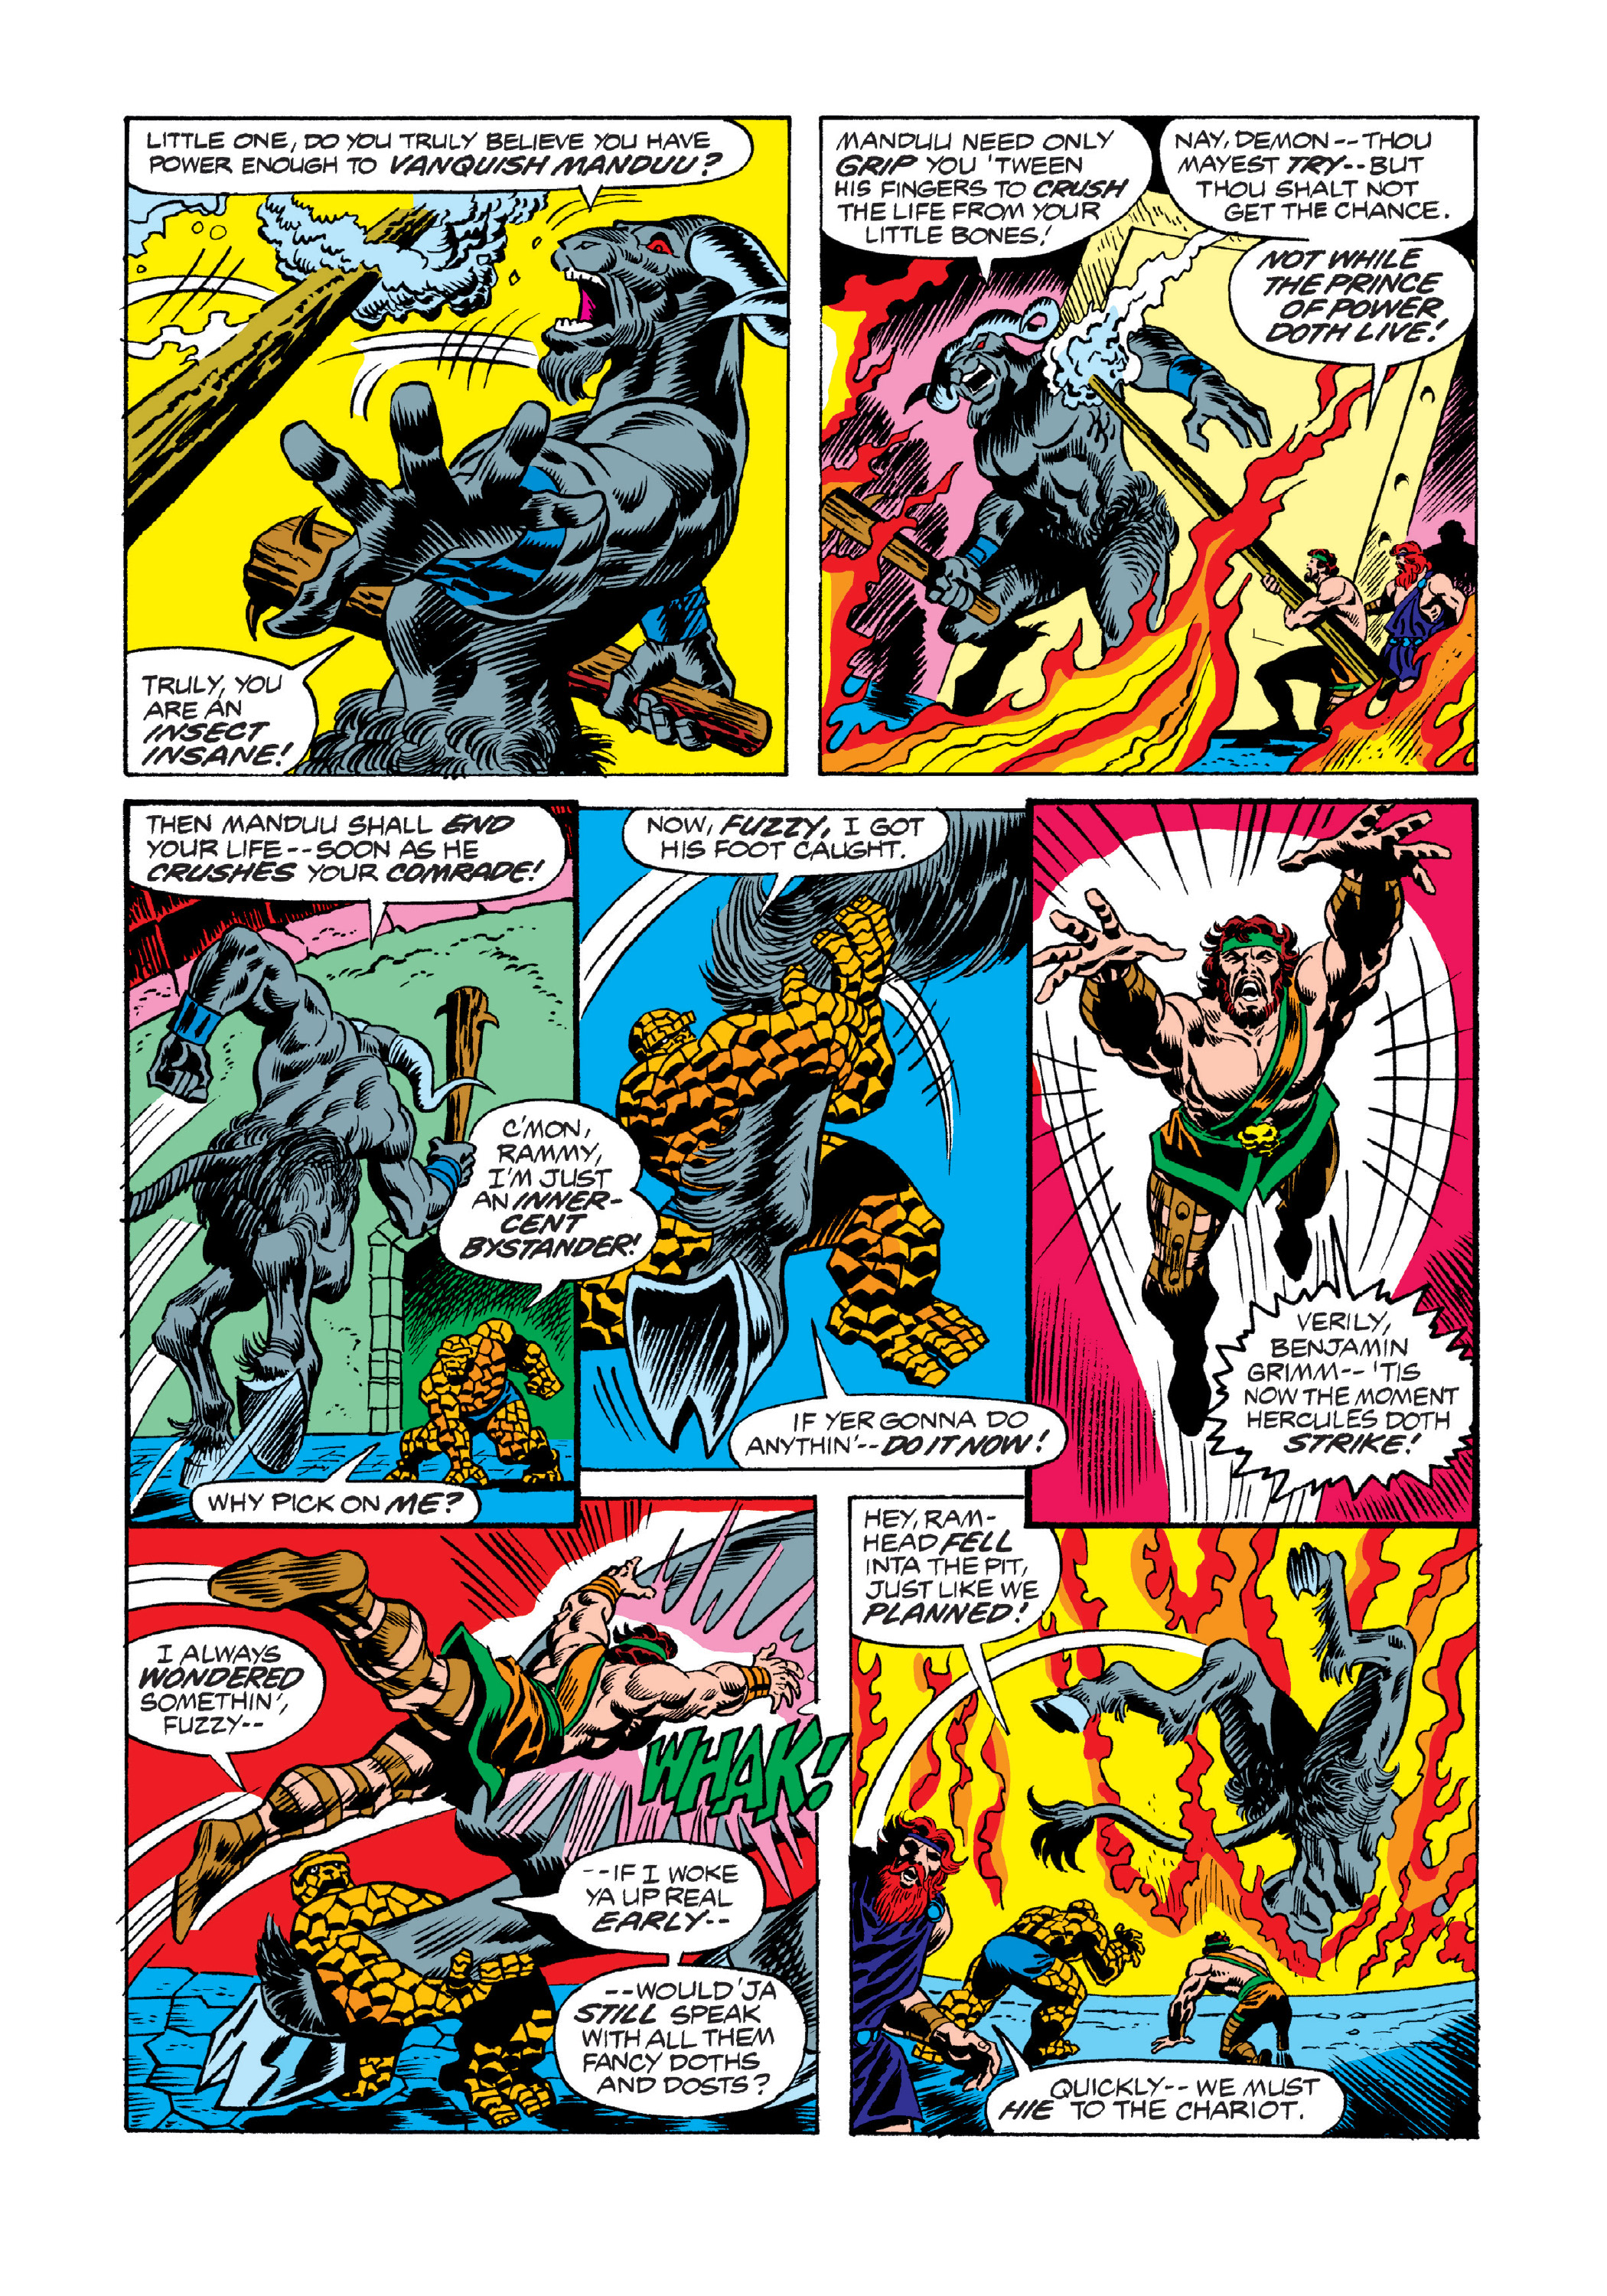 LITTLE ONE, DO YOU TRULY BELIEVE YOU HAVE
POWER ENOUGH TO VANQUISH MANDUU?
TRULY, YOU
ARE AN
INSECT
INSANE!
MANDUU NEED ONLY
GRIP YOU 'TWEEN
HIS FINGERS TO CRUSH
THE LIFE FROM YOUR
LITTLE BONES!
NAY, DEMON--THOU
MAYEST TRY--BUT
THOU SHALT NOT
GET THE CHANCE.
NOT WHILE
THE PRINCE
OF POWER
DOTH LIVE!
THEN MANDUU SHALL END
YOUR LIFE--SOON AS HE
CRUSHES YOUR COMRADE!
C'MON,
RAMMY,
I'M JUST
AN INNER-
CENT
BYSTANDER!
WHY PICK ON ME?
NOW, FUZZY, I GOT
HIS FOOT CAUGHT.
IF YER GONNA DO
ANYTHIN'--DO IT NOW!
VERILY,
BENJAMIN
GRIMM--'TIS
NOW THE MOMENT
HERCULES DOTH
STRIKE!
I ALWAYS
WONDERED
SOMETHIN',
FUZZY--
WHAK!
--IF I WOKE
YA UP REAL
EARLY--
--WOULD'JA
STILL SPEAK
WITH ALL THEM
FANCY DOTHS
AND DOSTS?
HEY, RAM-
HEAD FELL
INTA THE PIT,
JUST LIKE WE
PLANNED!
QUICKLY--WE MUST
HIE TO THE CHARIOT.